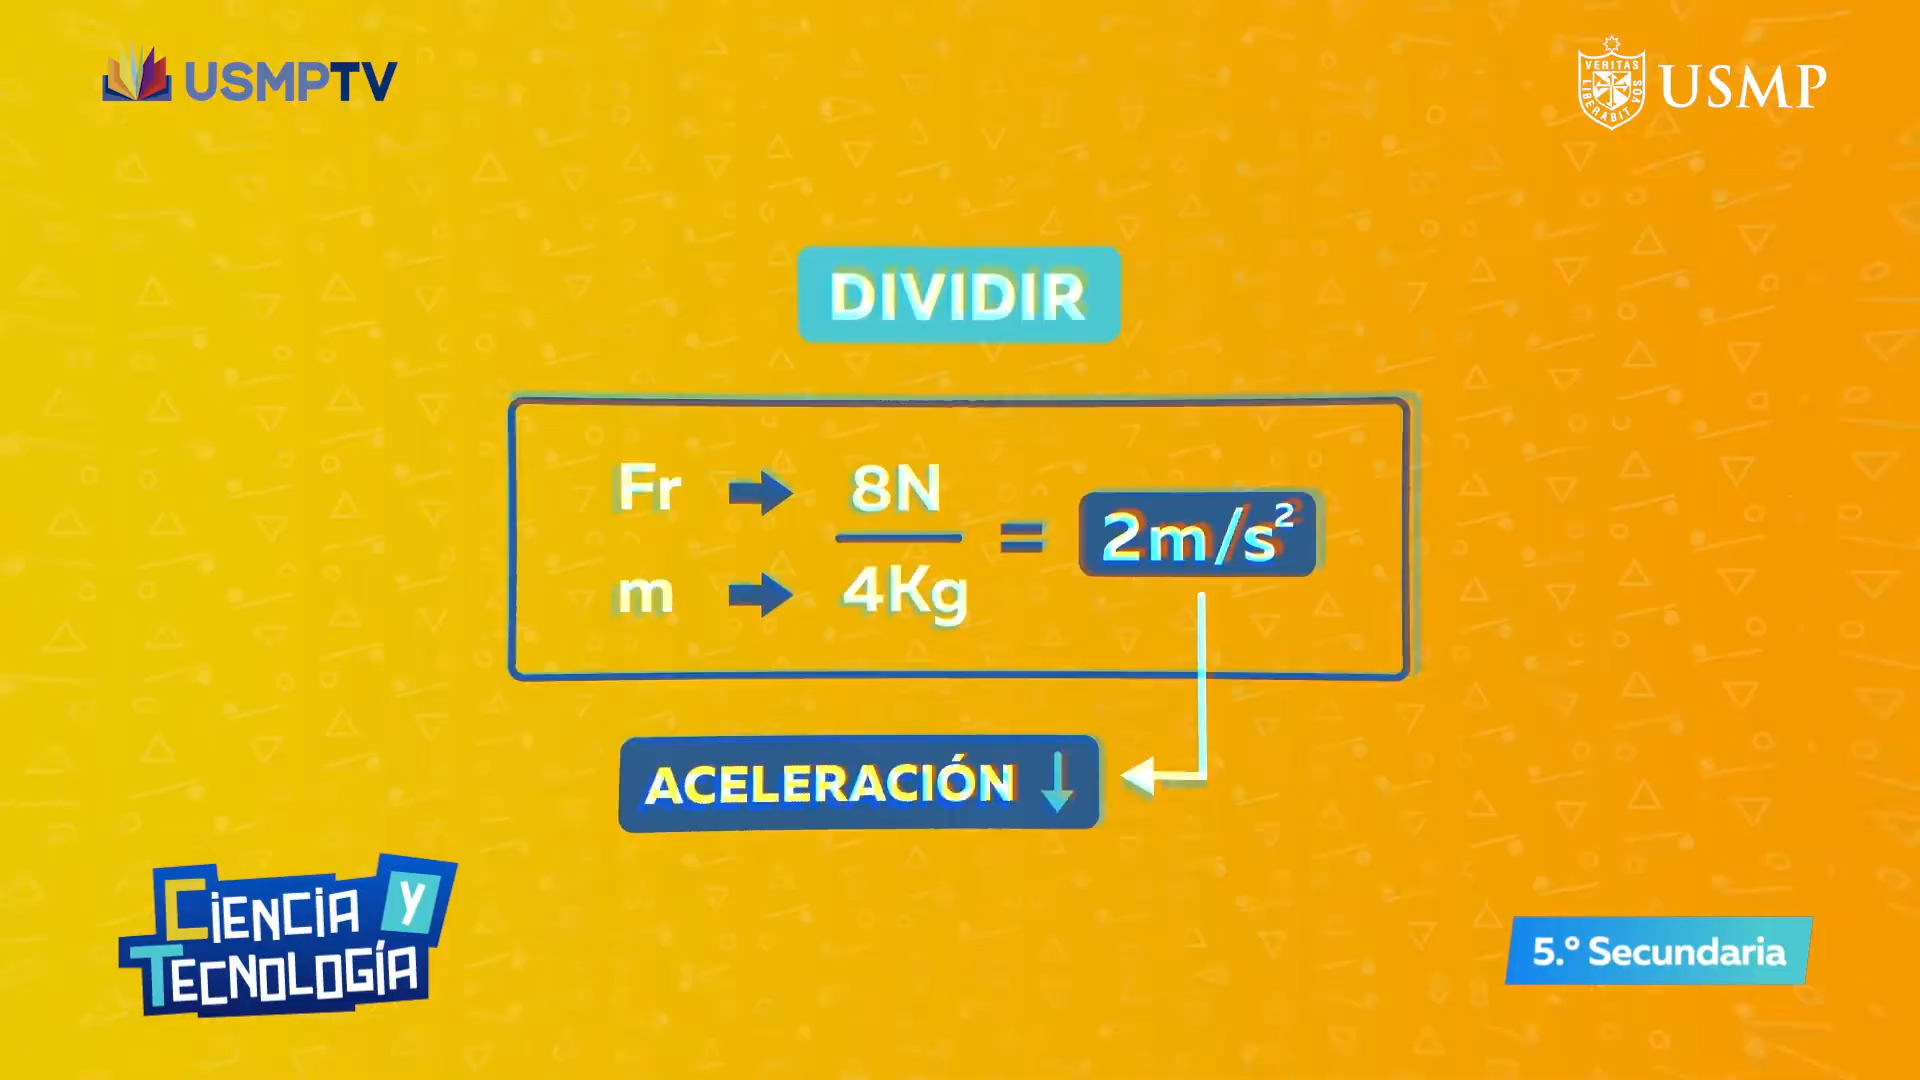 USMPTV
VERITAS
LIBERABIT VOS
USMP
DIVIDIR
Fr 8N
m 4Kg
= 2m/s²
ACELERACIÓN
CIENCIA Y
TECNOLOGÍA
5.° Secundaria